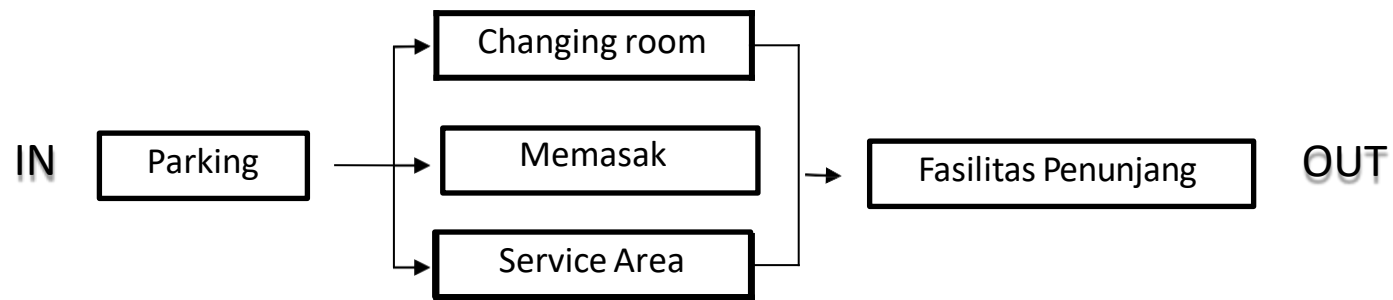 Changing room
IN
Parking
Memasak
Fasilitas Penunjang
OUT
Service Area